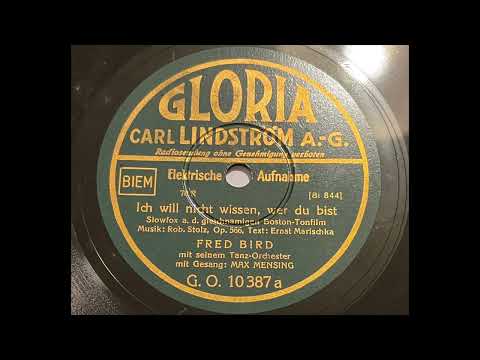 GLORIA
CARL LINDSTRÖM A.-G.
Radiosendung ohne Genehmigung verboten
BIEM
Elektrische Aufnahme
[Bi 844]
Ich will nicht wissen, wer du bist
Slowfox a. d. gleichnamigen Boston-Tonfilm
Musik: Rob. Stolz, Op. 566, Text: Ernst Marischka
FRED BIRD
mit seinem Tanz-Orchester
mit Gesang: MAX MENSING
G. O. 10387a